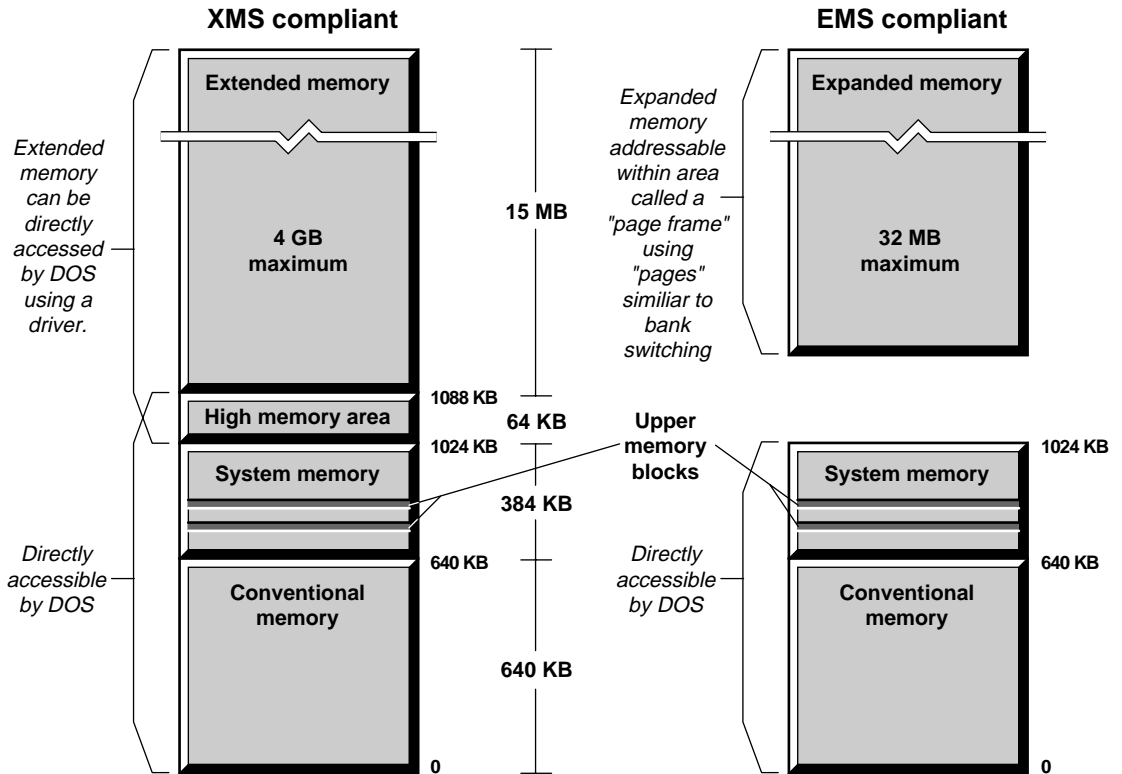 XMS compliant
Extended memory
4 GB
maximum
Extended
memory
can be
directly
accessed
by DOS
using a
driver.
15 MB
1088 KB
High memory area
64 KB
1024 KB
System memory
384 KB
Upper
memory
blocks
640 KB
Directly
accessible
by DOS
Conventional
memory
640 KB
0
EMS compliant
Expanded memory
32 MB
maximum
Expanded
memory
addressable
within area
called a
"page frame"
using
"pages"
similiar to
bank
switching
1024 KB
System memory
640 KB
Directly
accessible
by DOS
Conventional
memory
0